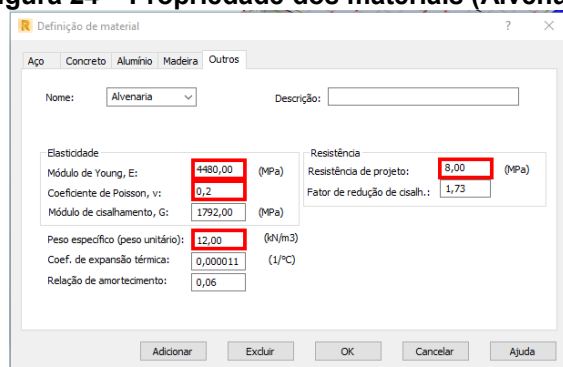 gura 24 – Propriedade dos materiais (Alvena
R Definição de material ? ×
Aço Concreto Alumínio Madeira Outros
Nome: Alvenaria Descrição:
Elasticidade Resistência
Módulo de Young, E: 4480,00 (MPa) Resistência de projeto: 8,00 (MPa)
Coeficiente de Poisson, ν: 0,2 Fator de redução de cisalh.: 1,73
Módulo de cisalhamento, G: 1792,00 (MPa)
Peso específico (peso unitário): 12,00 (kN/m3)
Coef. de expansão térmica: 0,000011 (1/°C)
Relação de amortecimento: 0,06
Adicionar Excluir OK Cancelar Ajuda